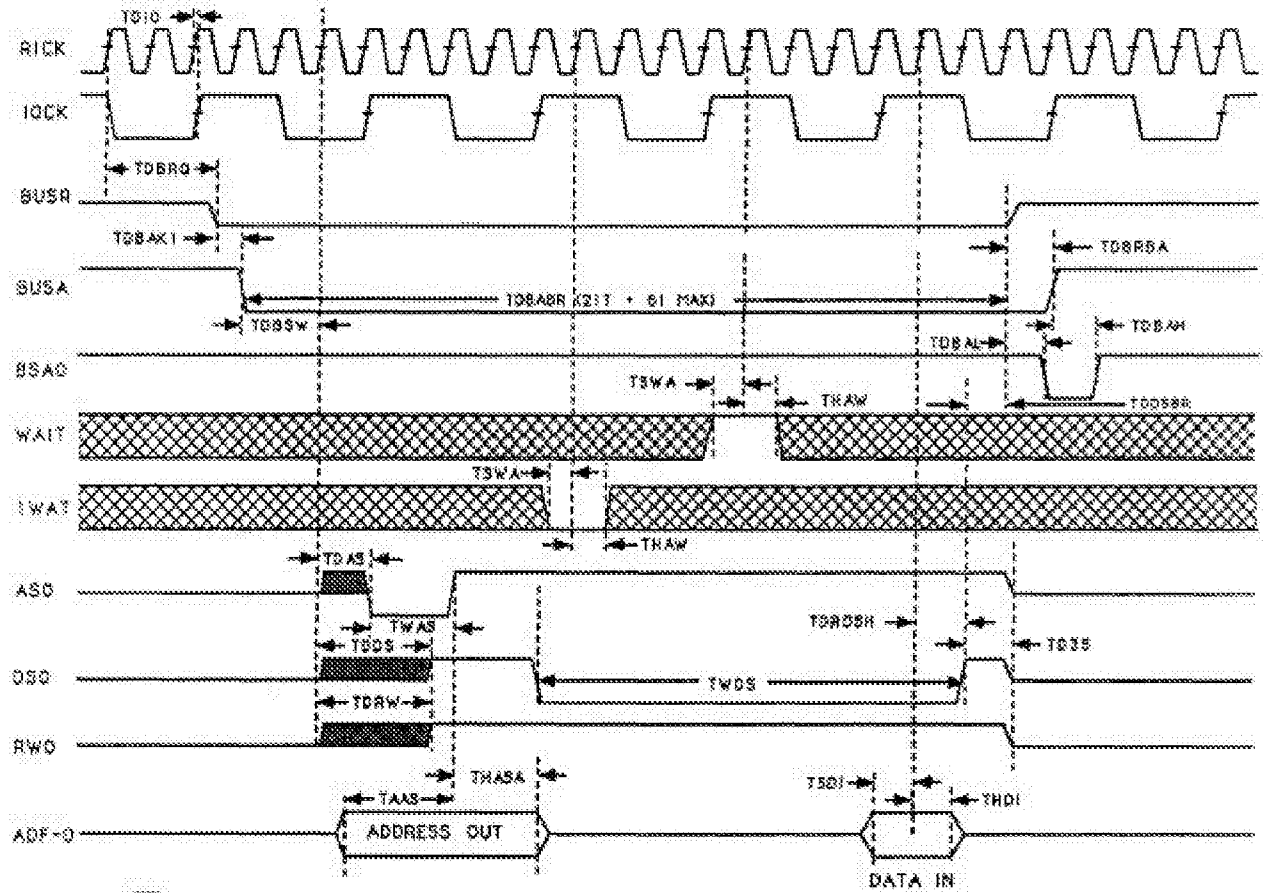 TDIO
RICK
IOCK
TDBRQ
BUSR
TDBAK1
TDBRBA
BUSA
TDBABR (21T + 61 MAX)
TDBSW
TDBAH
TDBAL
BSAO
TSWA
THAW
TDDSBR
WAIT
TSWA
IWAT
THAW
TDAS
ASO
TWAS
TDRDSH
TDDS
TD3S
DSO
TWDS
TDRW
RWO
THASA
TSDI
TAAS
THDI
ADF-0
ADDRESS OUT
DATA IN